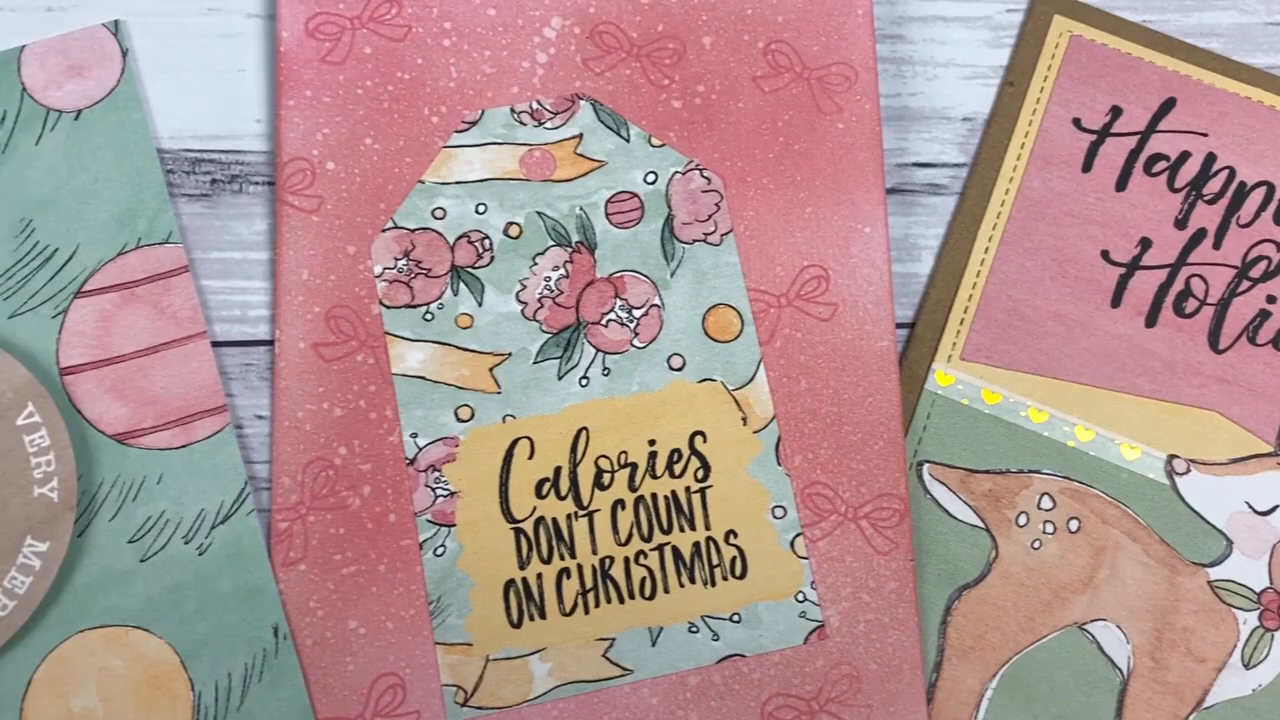 VERY MER
Calories
DON'T COUNT
ON CHRISTMAS
Happ
Holi